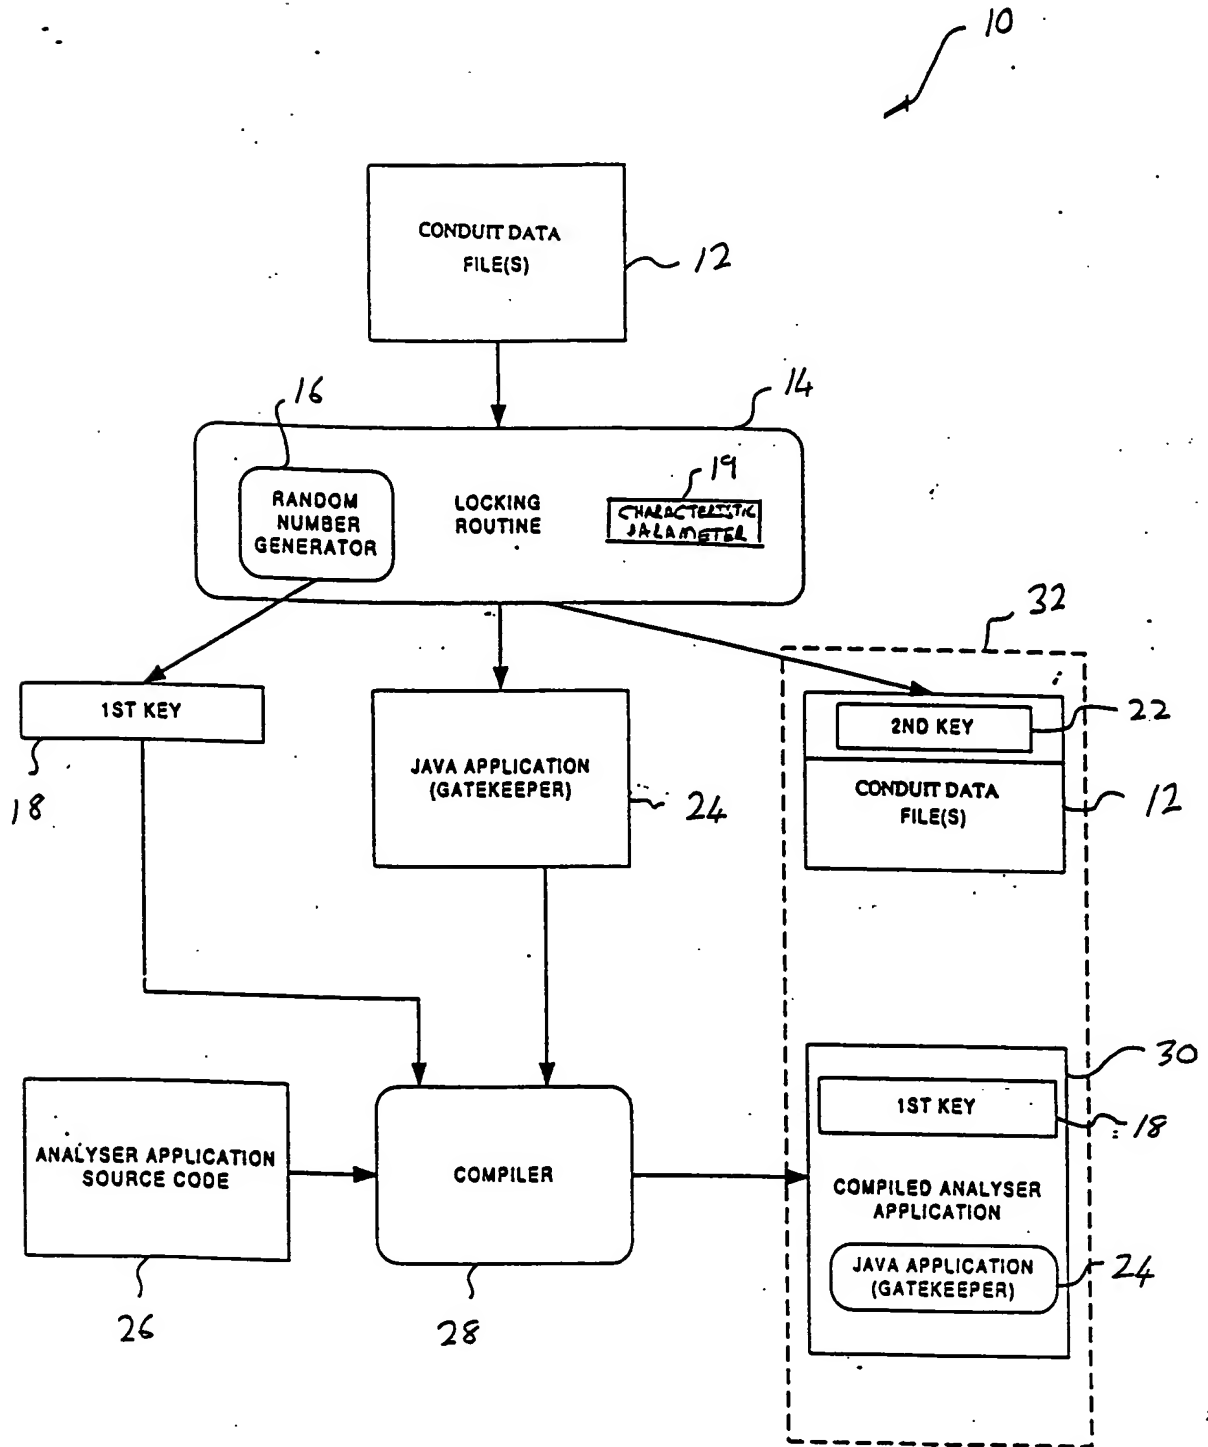 10
CONDUIT DATA
FILE(S)
12
16
14
RANDOM
NUMBER
GENERATOR
LOCKING
ROUTINE
19
CHARACTERISTIC
PARAMETER
32
1ST KEY
18
JAVA APPLICATION
(GATEKEEPER)
24
2ND KEY
22
CONDUIT DATA
FILE(S)
12
30
ANALYSER APPLICATION
SOURCE CODE
26
COMPILER
28
1ST KEY
18
COMPILED ANALYSER
APPLICATION
JAVA APPLICATION
(GATEKEEPER)
24